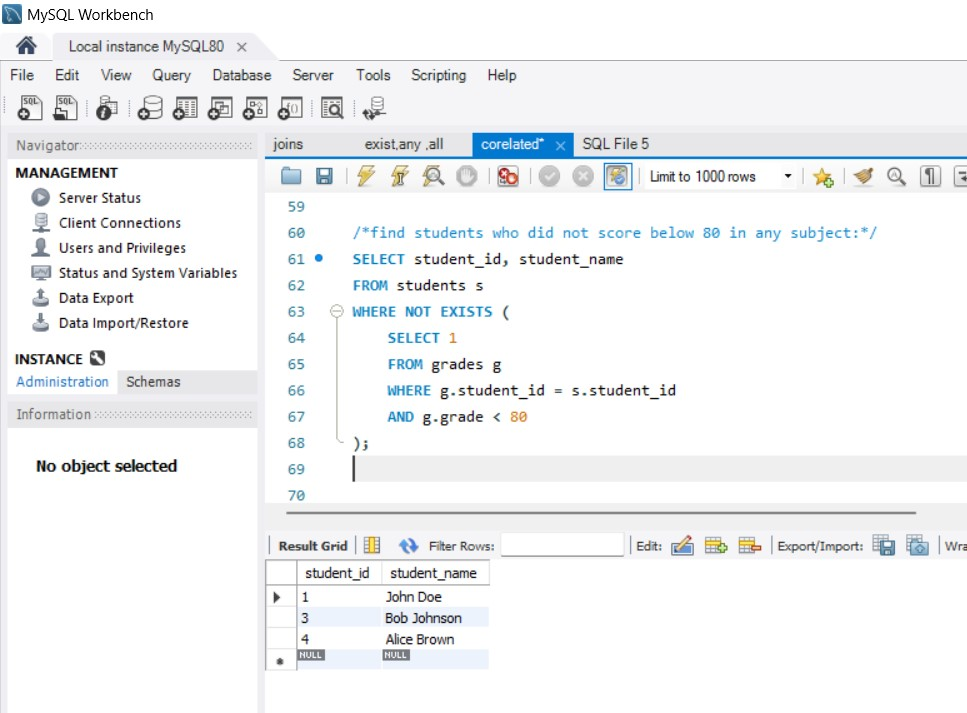 MySQL Workbench
Local instance MySQL80
File Edit View Query Database Server Tools Scripting Help
Navigator
MANAGEMENT
Server Status
Client Connections
Users and Privileges
Status and System Variables
Data Export
Data Import/Restore
INSTANCE
Administration Schemas
Information
No object selected
joins exist,any ,all corelated* SQL File 5
Limit to 1000 rows
59
60 /*find students who did not score below 80 in any subject:*/
61 SELECT student_id, student_name
62 FROM students s
63 WHERE NOT EXISTS (
64 SELECT 1
65 FROM grades g
66 WHERE g.student_id = s.student_id
67 AND g.grade < 80
68 );
69
70
Result Grid Filter Rows: Edit: Export/Import: Wra
student_id student_name
1 John Doe
3 Bob Johnson
4 Alice Brown
NULL NULL